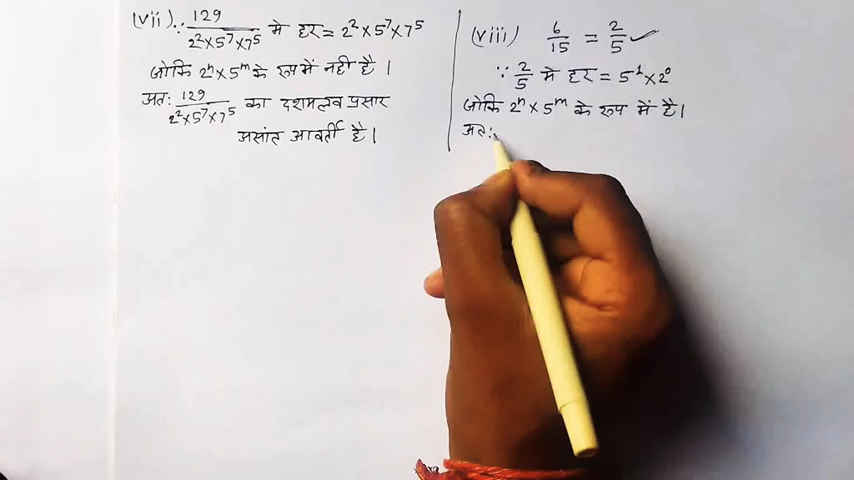 (vii) ∵ 129/2²×5⁷×7⁵ मे हर = 2²×5⁷×7⁵
जोकि 2ⁿ×5ᵐ के रूप में नही है।
अतः 129/2²×5⁷×7⁵ का दशमलव प्रसार
असांत आवर्ती है।
(viii) 6/15 = 2/5 ✓
∵ 2/5 मे हर = 5¹×2⁰
जोकि 2ⁿ×5ᵐ के रूप में है।
अतः